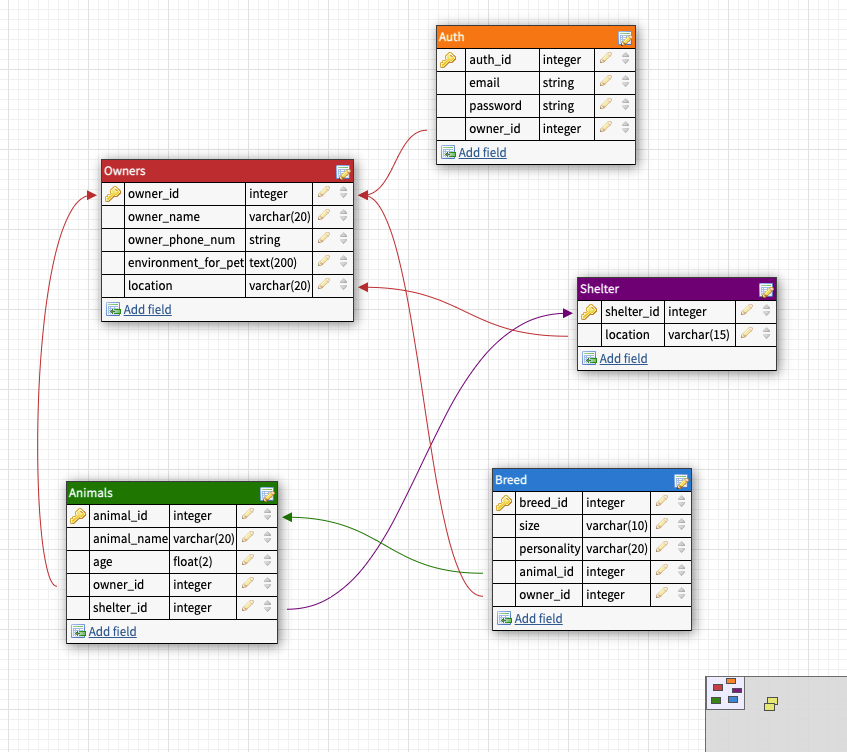 Auth
auth_id integer
email string
password string
owner_id integer
Add field
Owners
owner_id integer
owner_name varchar(20)
owner_phone_num string
environment_for_pet text(200)
location varchar(20)
Add field
Shelter
shelter_id integer
location varchar(15)
Add field
Animals
animal_id integer
animal_name varchar(20)
age float(2)
owner_id integer
shelter_id integer
Add field
Breed
breed_id integer
size varchar(10)
personality varchar(20)
animal_id integer
owner_id integer
Add field